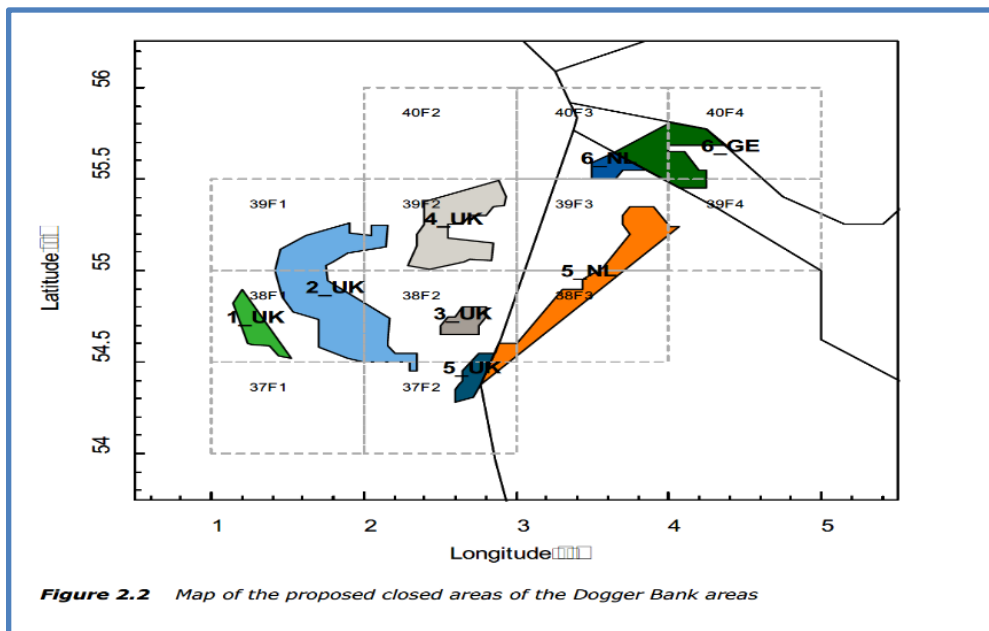 56
40F2 40F3 40F4
6_NL 6_GE
55.5
39F1 39F2 39F3 39F4
4_UK
55
5_NL
38F1 38F2 38F3
2_UK
1_UK 3_UK
54.5
5_UK
37F1 37F2
54
Latitude
1 2 3 4 5
Longitude
Figure 2.2 Map of the proposed closed areas of the Dogger Bank areas